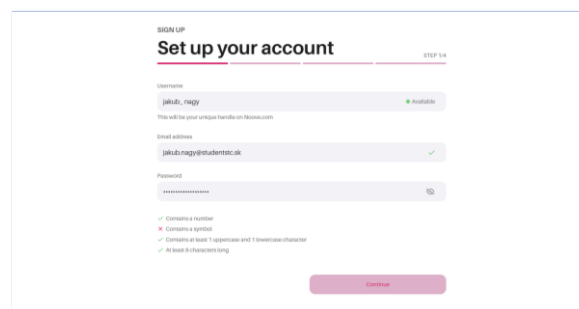 SIGN UP
Set up your account
STEP 1/4
Username
jakub_nagy
Available
This will be your unique handle on Noove.com
Email address
jakub.nagy@studentstc.sk
Password
Contains a number
Contains a symbol
Contains at least 1 uppercase and 1 lowercase character
At least 8 characters long
Continue